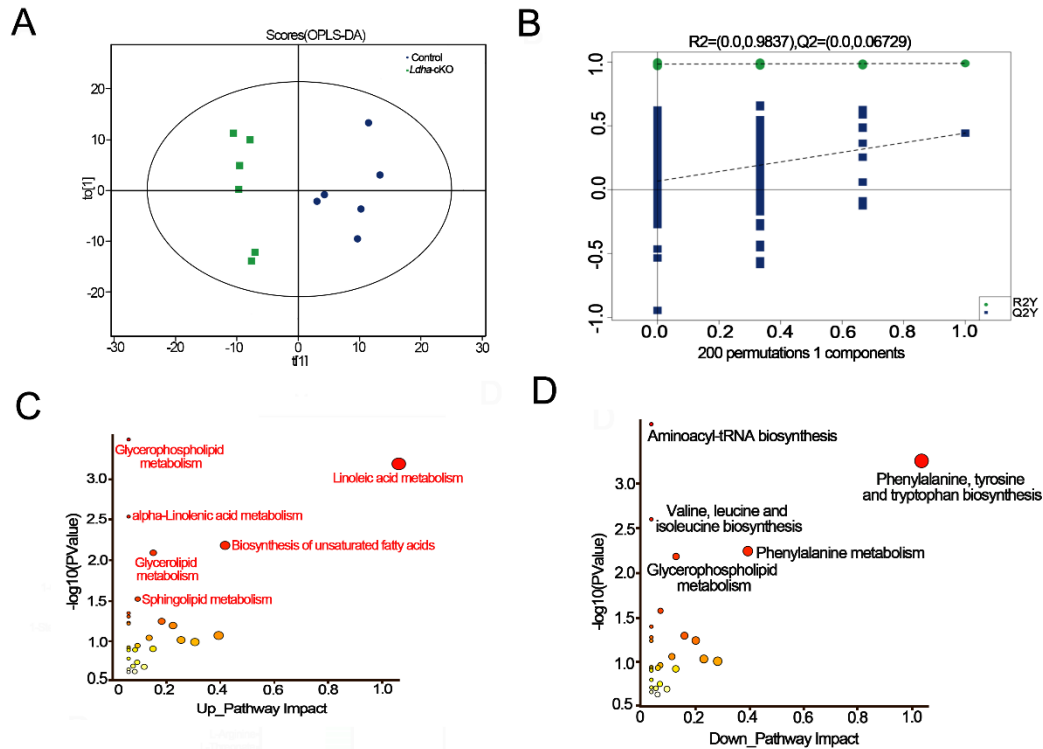 A
Scores(OPLS-DA)
Control
Ldha-cKO
to[1]
20
10
0
-10
-20
-30
-20
-10
0
10
20
30
t[1]
B
R2=(0.0,0.9837),Q2=(0.0,0.06729)
1.0
0.5
0.0
-0.5
-1.0
R2Y
Q2Y
0.0
0.2
0.4
0.6
0.8
1.0
200 permutations 1 components
C
-log10(PValue)
3.0
2.5
2.0
1.5
1.0
0.5
Glycerophospholipid
metabolism
Linoleic acid metabolism
alpha-Linolenic acid metabolism
Biosynthesis of unsaturated fatty acids
Glycerolipid
metabolism
Sphingolipid metabolism
0
0.2
0.4
0.6
0.8
1.0
Up_Pathway Impact
D
-log10(PValue)
3.0
2.5
2.0
1.5
1.0
0.5
Aminoacyl-tRNA biosynthesis
Phenylalanine, tyrosine
and tryptophan biosynthesis
Valine, leucine and
isoleucine biosynthesis
Phenylalanine metabolism
Glycerophospholipid
metabolism
0
0.2
0.4
0.6
0.8
1.0
Down_Pathway Impact